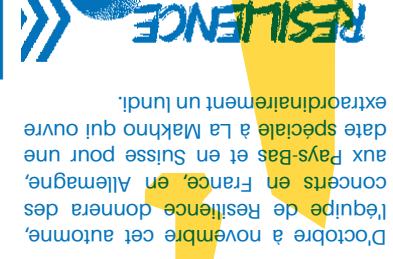 D'octobre à novembre cet automne,
l'équipe de Resilience donnera des
concerts en France, en Allemagne,
aux Pays-Bas et en Suisse pour une
date spéciale à La Makhno qui ouvre
extraordinairement un lundi.
RESILIENCE